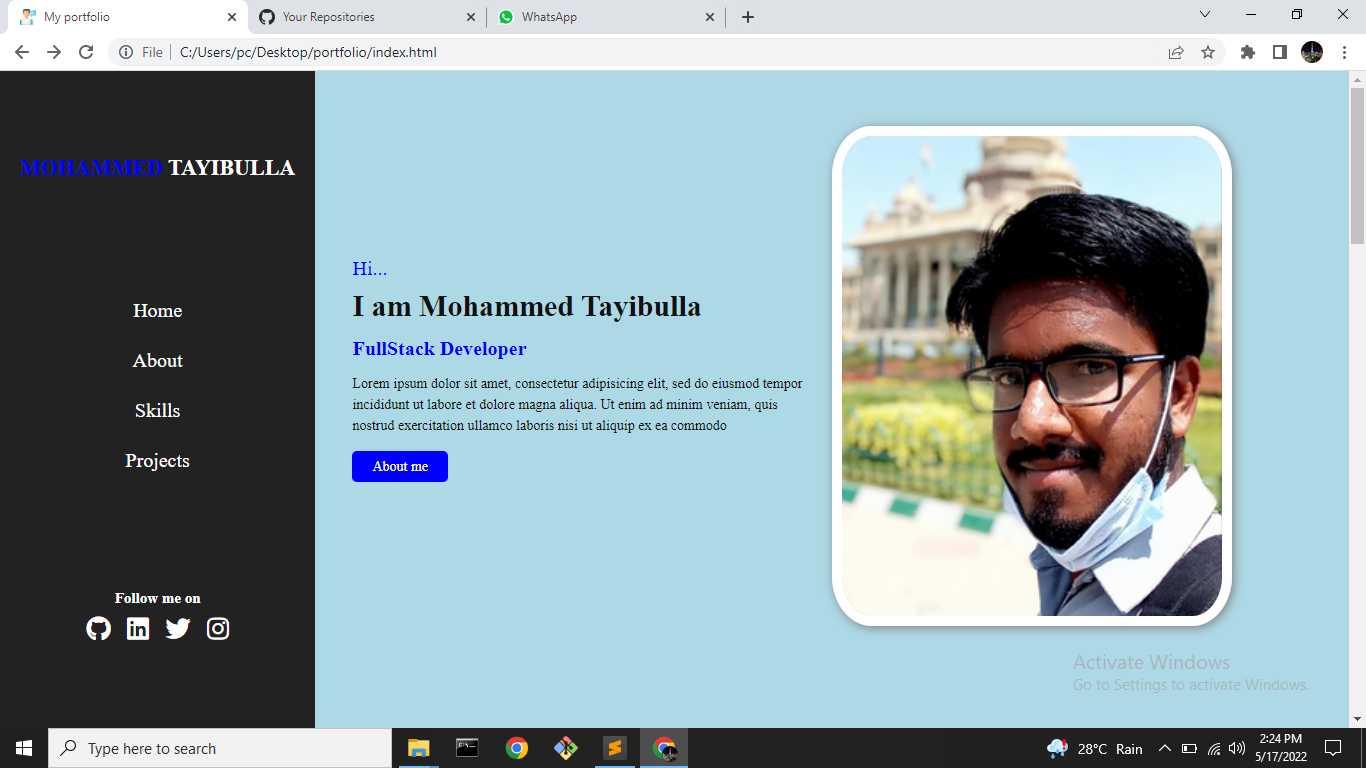 My portfolio
Your Repositories
WhatsApp
File
C:/Users/pc/Desktop/portfolio/index.html
MOHAMMED TAYIBULLA
Home
About
Skills
Projects
Follow me on
Hi...
I am Mohammed Tayibulla
FullStack Developer
Lorem ipsum dolor sit amet, consectetur adipisicing elit, sed do eiusmod tempor
incididunt ut labore et dolore magna aliqua. Ut enim ad minim veniam, quis
nostrud exercitation ullamco laboris nisi ut aliquip ex ea commodo
About me
Activate Windows
Go to Settings to activate Windows.
Type here to search
28°C Rain
2:24 PM
5/17/2022